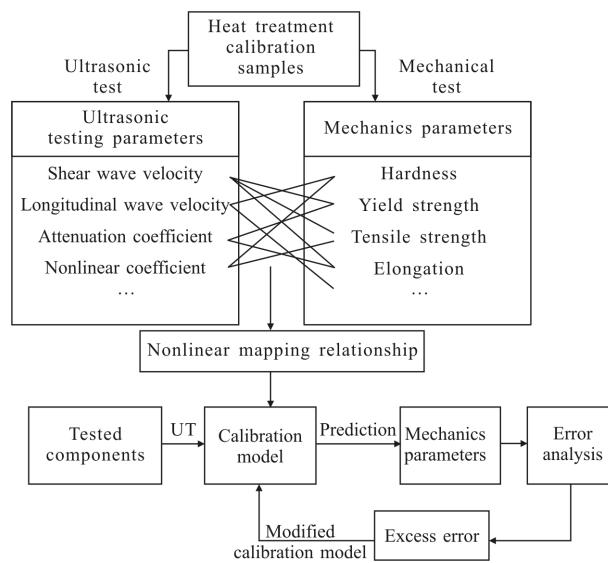 Heat treatment
calibration
samples
Ultrasonic
test
Mechanical
test
Ultrasonic
testing parameters
Mechanics parameters
Shear wave velocity
Longitudinal wave velocity
Attenuation coefficient
Nonlinear coefficient
…
Hardness
Yield strength
Tensile strength
Elongation
…
Nonlinear mapping relationship
Tested
components
UT
Calibration
model
Prediction
Mechanics
parameters
Error
analysis
Modified
calibration model
Excess error